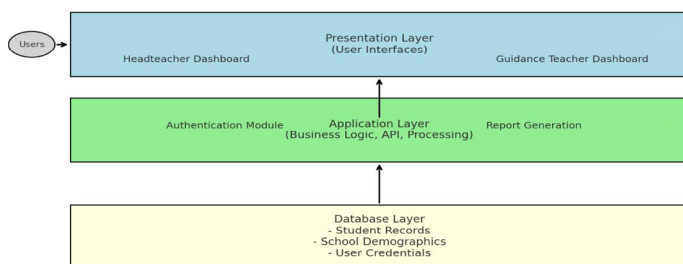 Users
Presentation Layer
(User Interfaces)
Headteacher Dashboard
Guidance Teacher Dashboard
Authentication Module
Application Layer
(Business Logic, API, Processing)
Report Generation
Database Layer
- Student Records
- School Demographics
- User Credentials